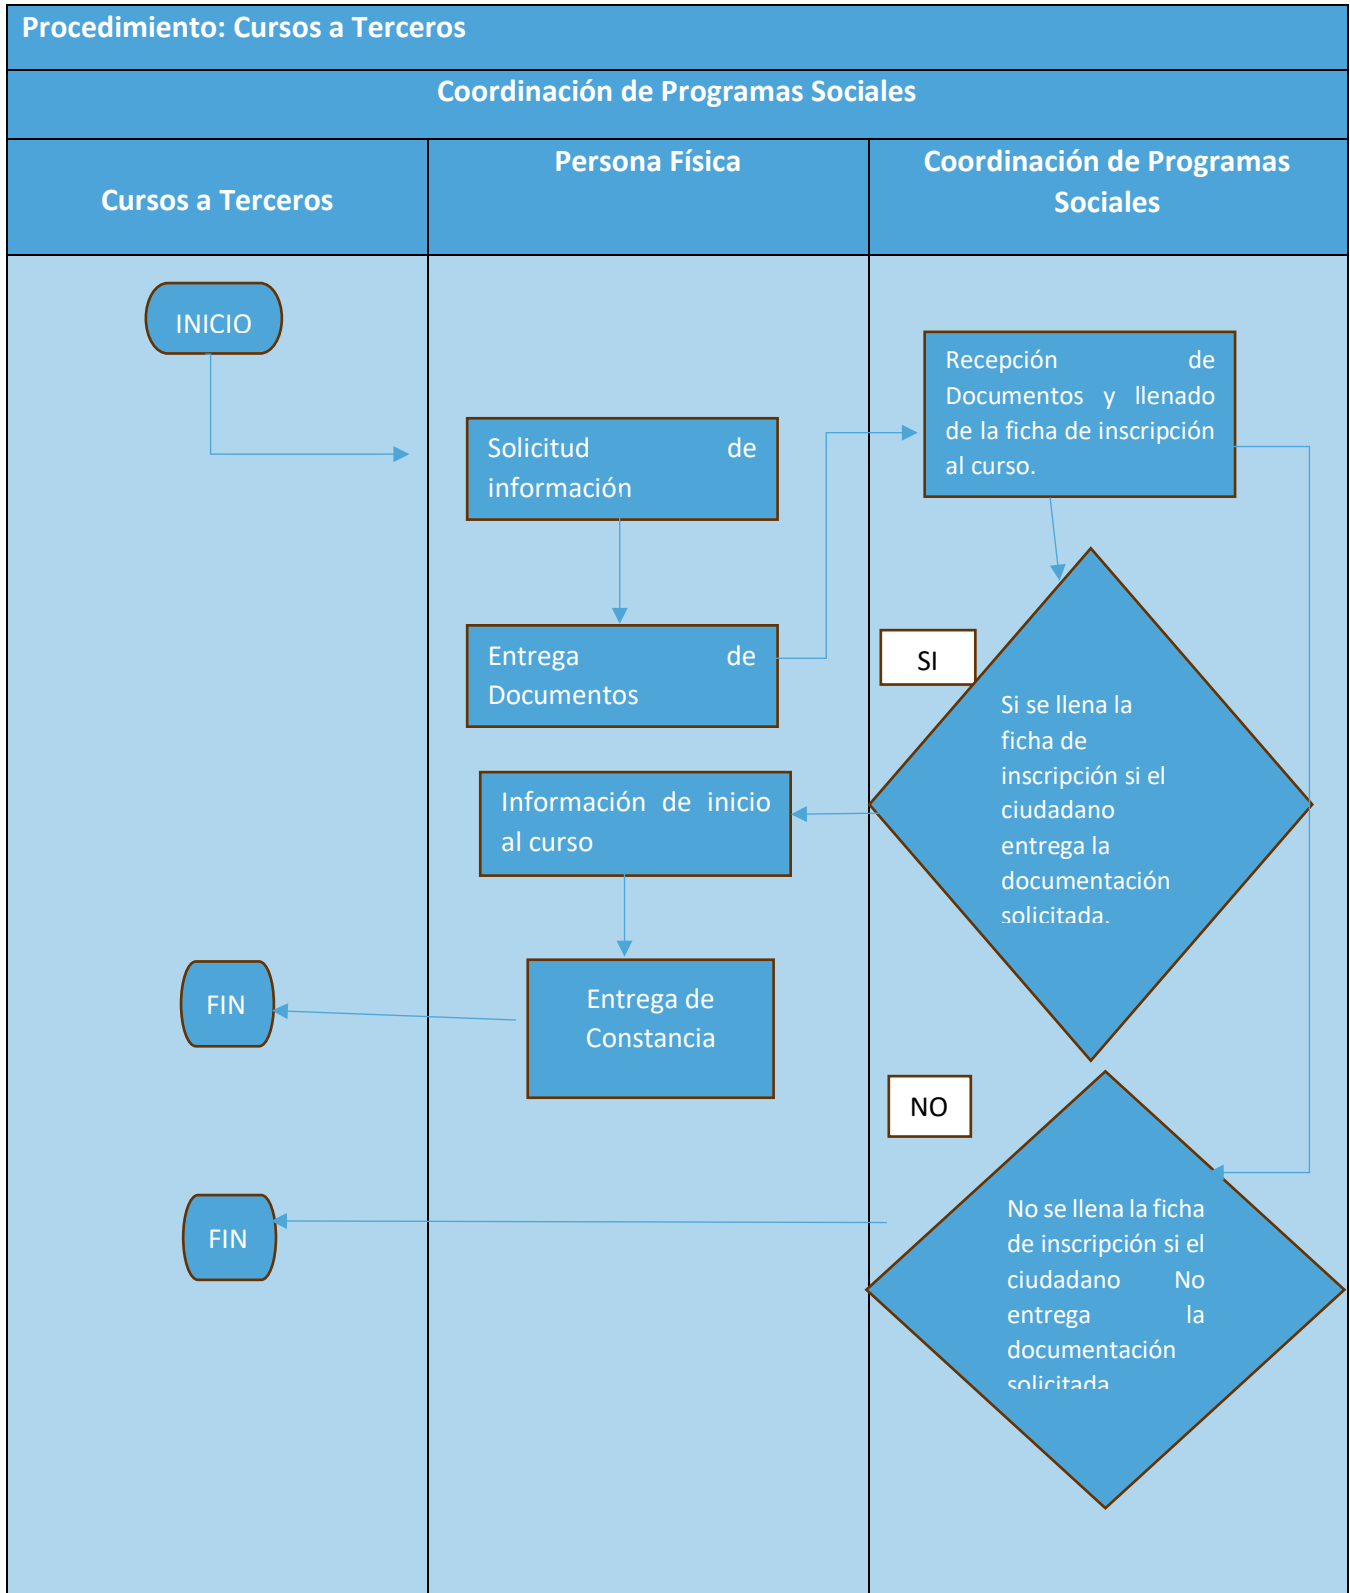 Procedimiento: Cursos a Terceros
Coordinación de Programas Sociales
Cursos a Terceros
Persona Física
Coordinación de Programas
Sociales
INICIO
Solicitud de
información
Entrega de
Documentos
Recepción de
Documentos y llenado
de la ficha de inscripción
al curso.
SI
Si se llena la
ficha de
inscripción si el
ciudadano
entrega la
documentación
solicitada.
Información de inicio
al curso
Entrega de
Constancia
FIN
NO
No se llena la ficha
de inscripción si el
ciudadano No
entrega la
documentación
solicitada
FIN